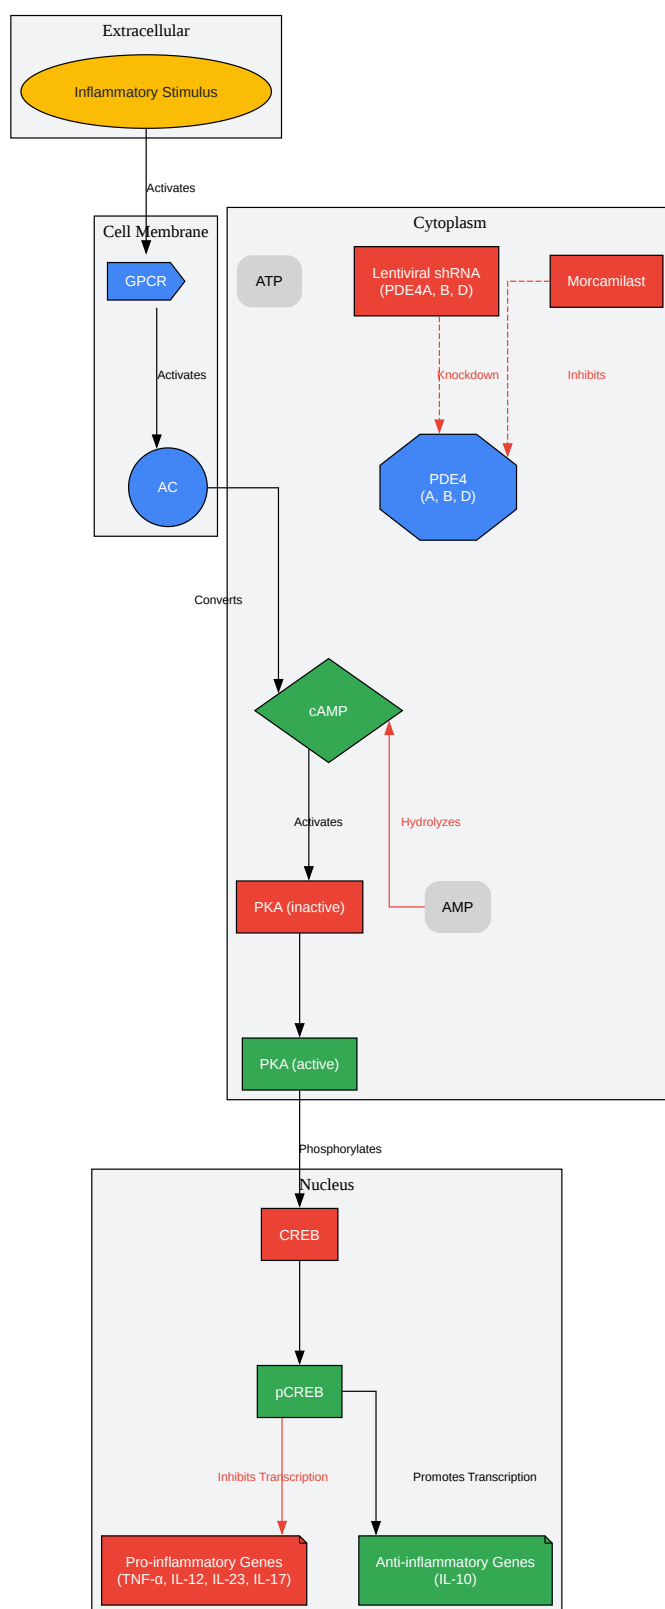 Extracellular
Inflammatory Stimulus
Activates
Cell Membrane
Cytoplasm
GPCR
ATP
Lentiviral shRNA
(PDE4A, B, D)
Morcamilast
Activates
Knockdown
Inhibits
AC
PDE4
(A, B, D)
Converts
cAMP
Activates
Hydrolyzes
PKA (inactive)
AMP
PKA (active)
Phosphorylates
Nucleus
CREB
pCREB
Inhibits Transcription
Promotes Transcription
Pro-inflammatory Genes
(TNF-α, IL-12, IL-23, IL-17)
Anti-inflammatory Genes
(IL-10)